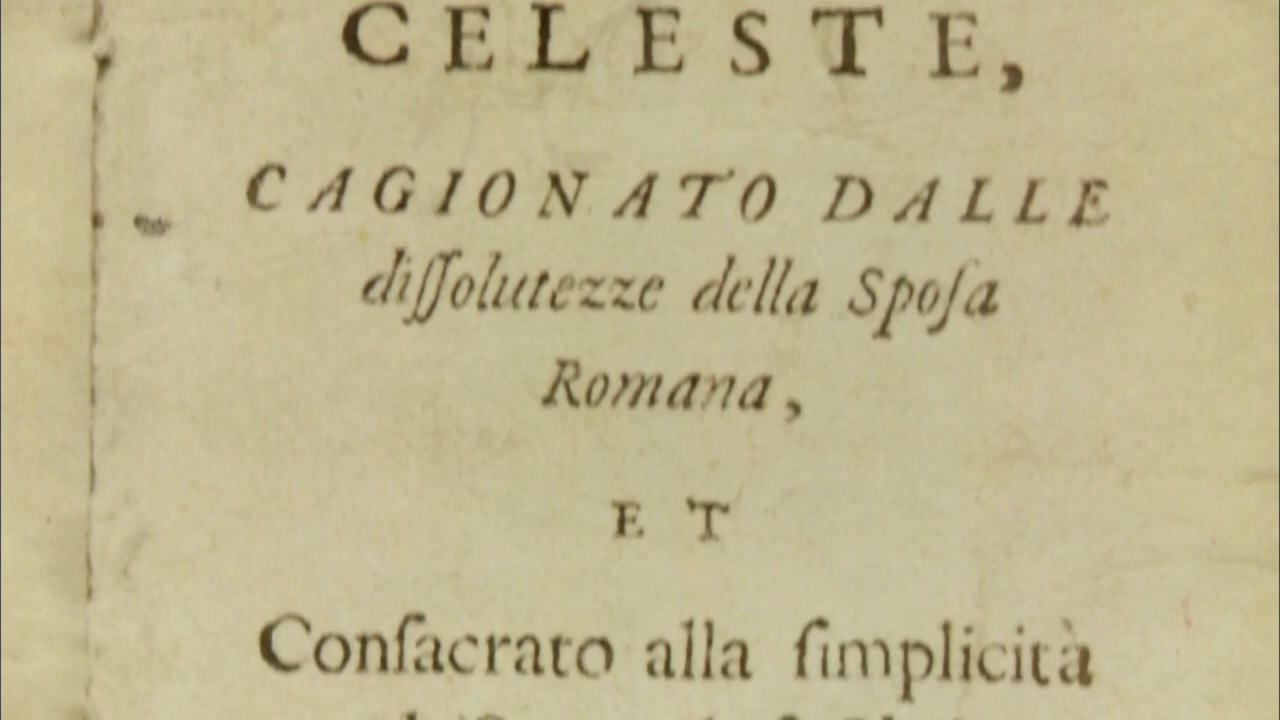 CELESTE,
CAGIONATO DALLE
diſſolutezze della Spoſa
Romana,
ET
Conſacrato alla ſimplicità